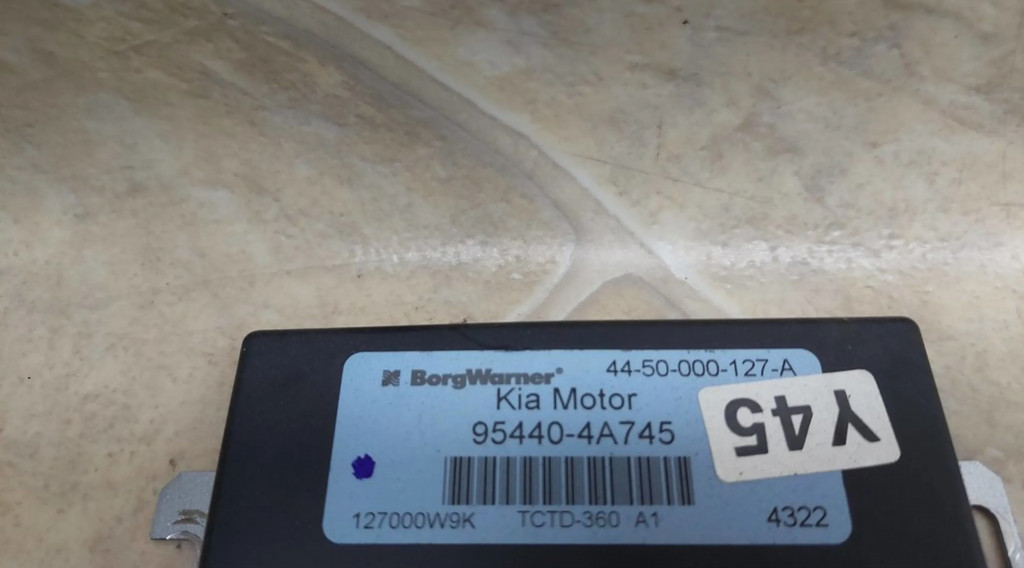 BorgWarner® 44-50-000-127-A
Kia Motor
95440-4A745
Y45
127000W9K TCTD-360 A1 4322